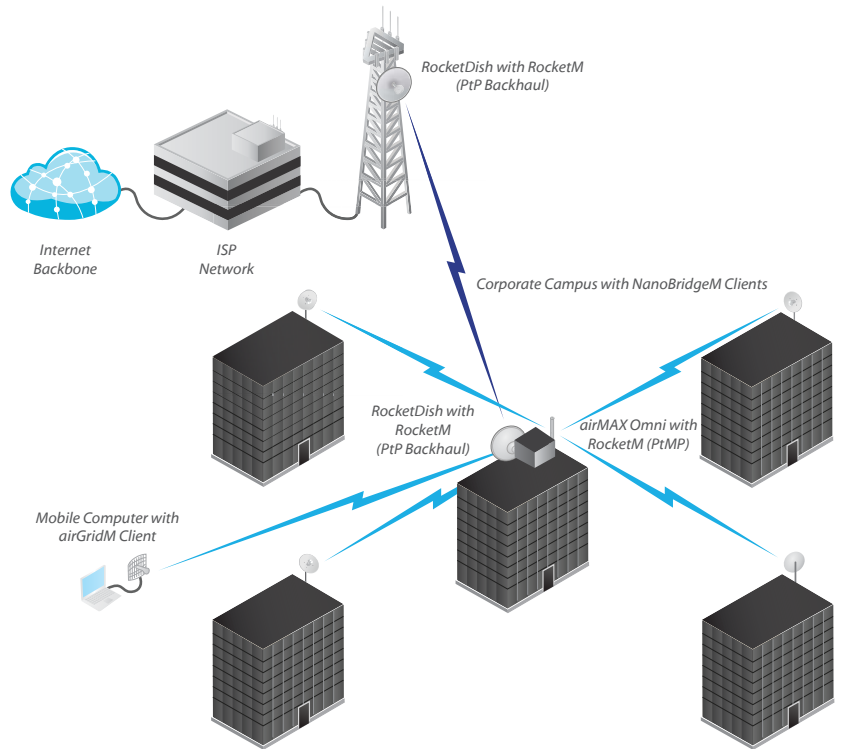 RocketDish with RocketM
(PtP Backhaul)
Internet
Backbone
ISP
Network
Corporate Campus with NanoBridgeM Clients
RocketDish with
RocketM
(PtP Backhaul)
airMAX Omni with
RocketM (PtMP)
Mobile Computer with
airGridM Client